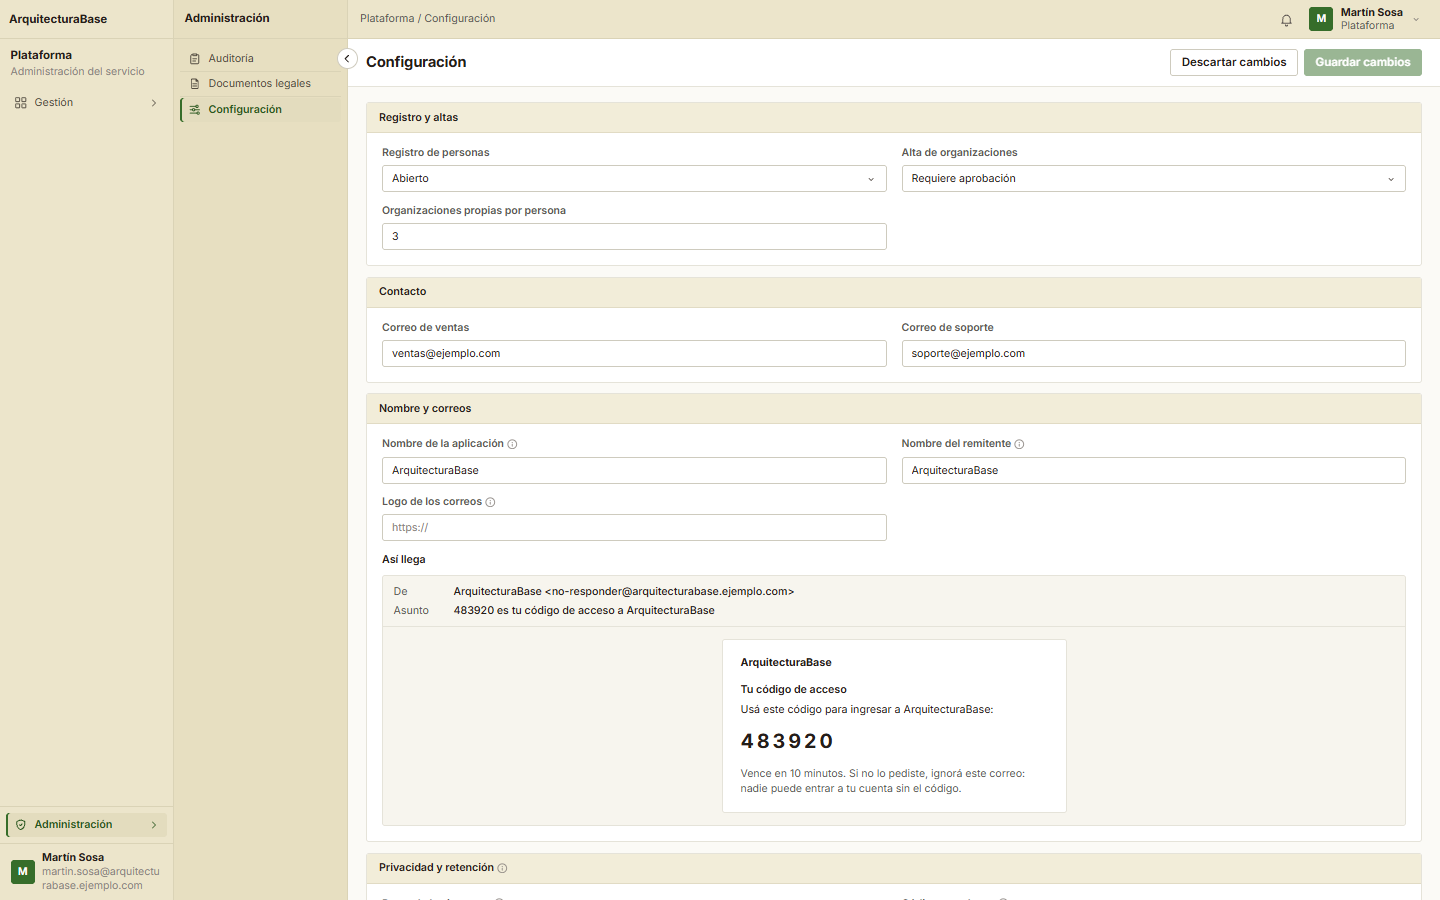 ArquitecturaBase
Plataforma
Administración del servicio
Gestión
Administración
Martín Sosa
martin.sosa@arquitectu
rabase.ejemplo.com
Administración
Auditoría
Documentos legales
Configuración
Plataforma / Configuración
M
Martín Sosa
Plataforma
Configuración
Descartar cambios
Guardar cambios
Registro y altas
Registro de personas
Abierto
Alta de organizaciones
Requiere aprobación
Organizaciones propias por persona
3
Contacto
Correo de ventas
ventas@ejemplo.com
Correo de soporte
soporte@ejemplo.com
Nombre y correos
Nombre de la aplicación
ArquitecturaBase
Nombre del remitente
ArquitecturaBase
Logo de los correos
https://
Así llega
De ArquitecturaBase <no-responder@arquitecturabase.ejemplo.com>
Asunto 483920 es tu código de acceso a ArquitecturaBase
ArquitecturaBase
Tu código de acceso
Usá este código para ingresar a ArquitecturaBase:
483920
Vence en 10 minutos. Si no lo pediste, ignorá este correo:
nadie puede entrar a tu cuenta sin el código.
Privacidad y retención
M